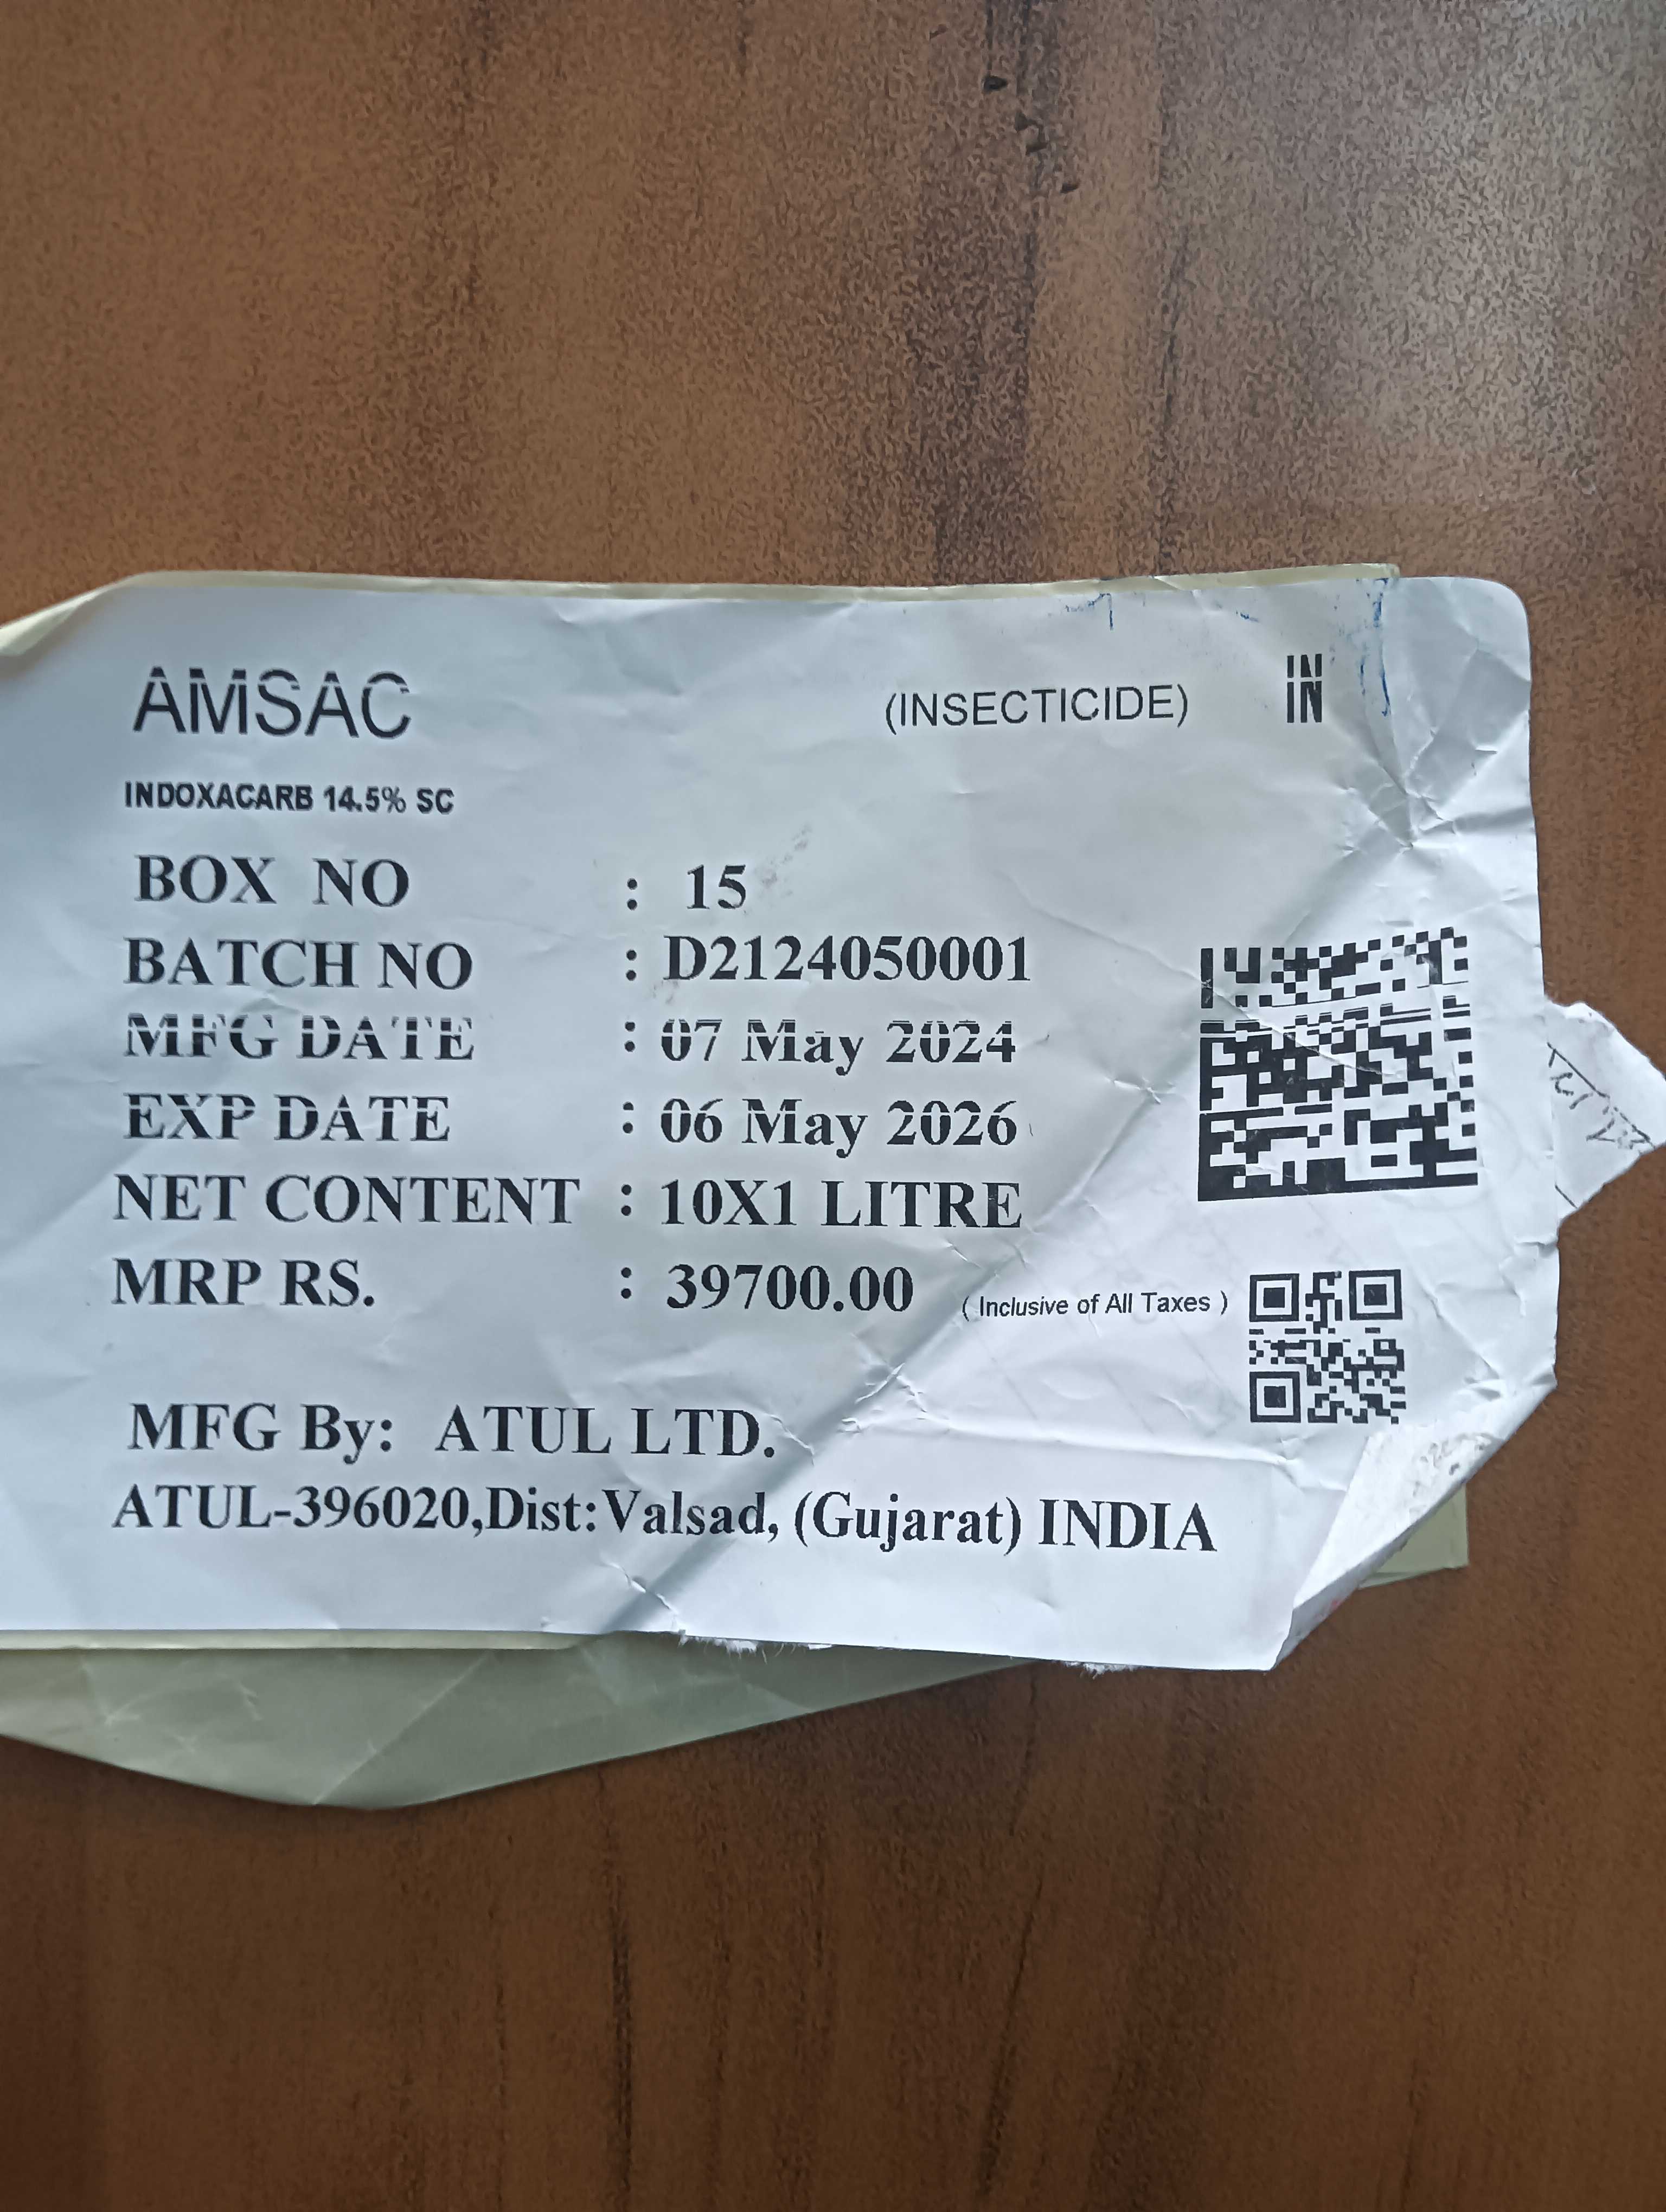 AMSAC (INSECTICIDE) IN
INDOXACARB 14.5% SC
BOX NO : 15
BATCH NO : D2124050001
MFG DATE : 07 May 2024
EXP DATE : 06 May 2026
NET CONTENT : 10X1 LITRE
MRP RS. : 39700.00 ( Inclusive of All Taxes )
MFG By: ATUL LTD.
ATUL-396020,Dist:Valsad, (Gujarat) INDIA